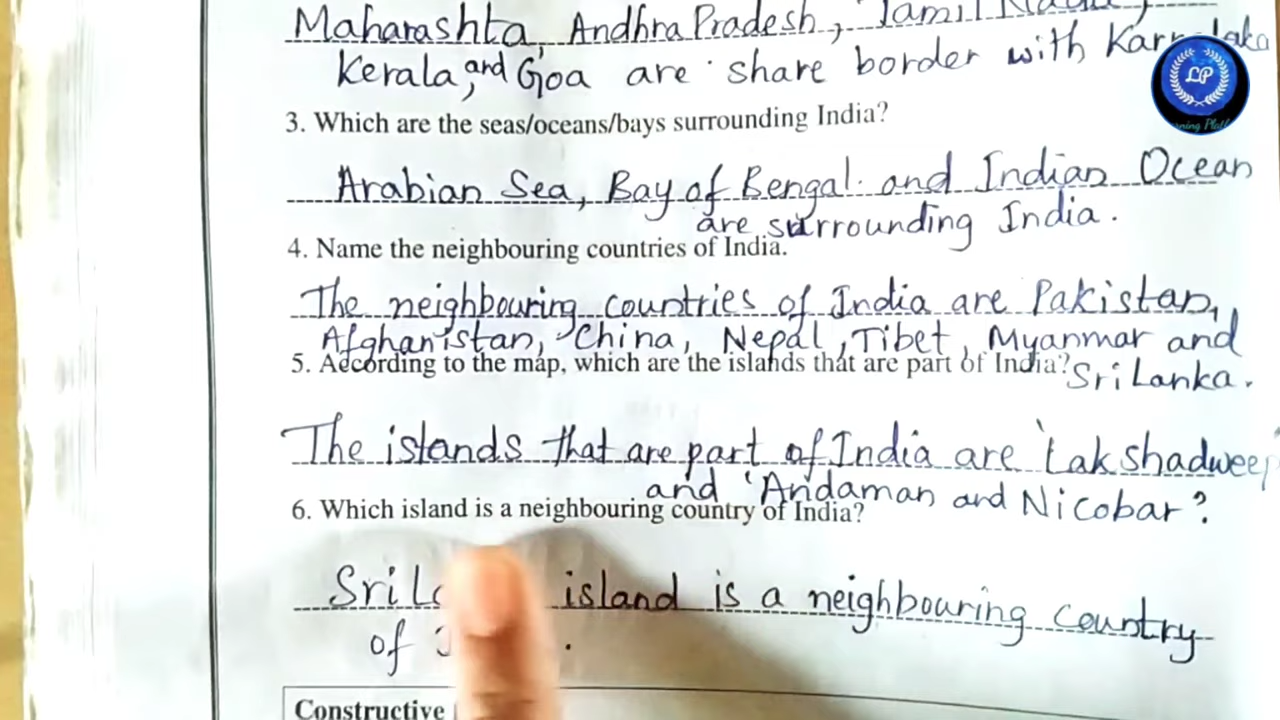 Maharashta, Andhra Pradesh, Tamil
Kerala, and Goa are share border with
LP
3. Which are the seas/oceans/bays surrounding India?
Arabian Sea, Bay of Bengal. and Indian Ocean
are surrounding India.
4. Name the neighbouring countries of India.
The neighbouring countries of India are Pakistan,
Afghanistan, China, Nepal, Tibet, Myanmar and
5. According to the map, which are the islands that are part of India?
Sri Lanka.
The islands that are part of India are 'Lakshadweep
and 'Andaman and Nicobar?
6. Which island is a neighbouring country of India?
Sri island is a neighbouring country
of .
Constructive